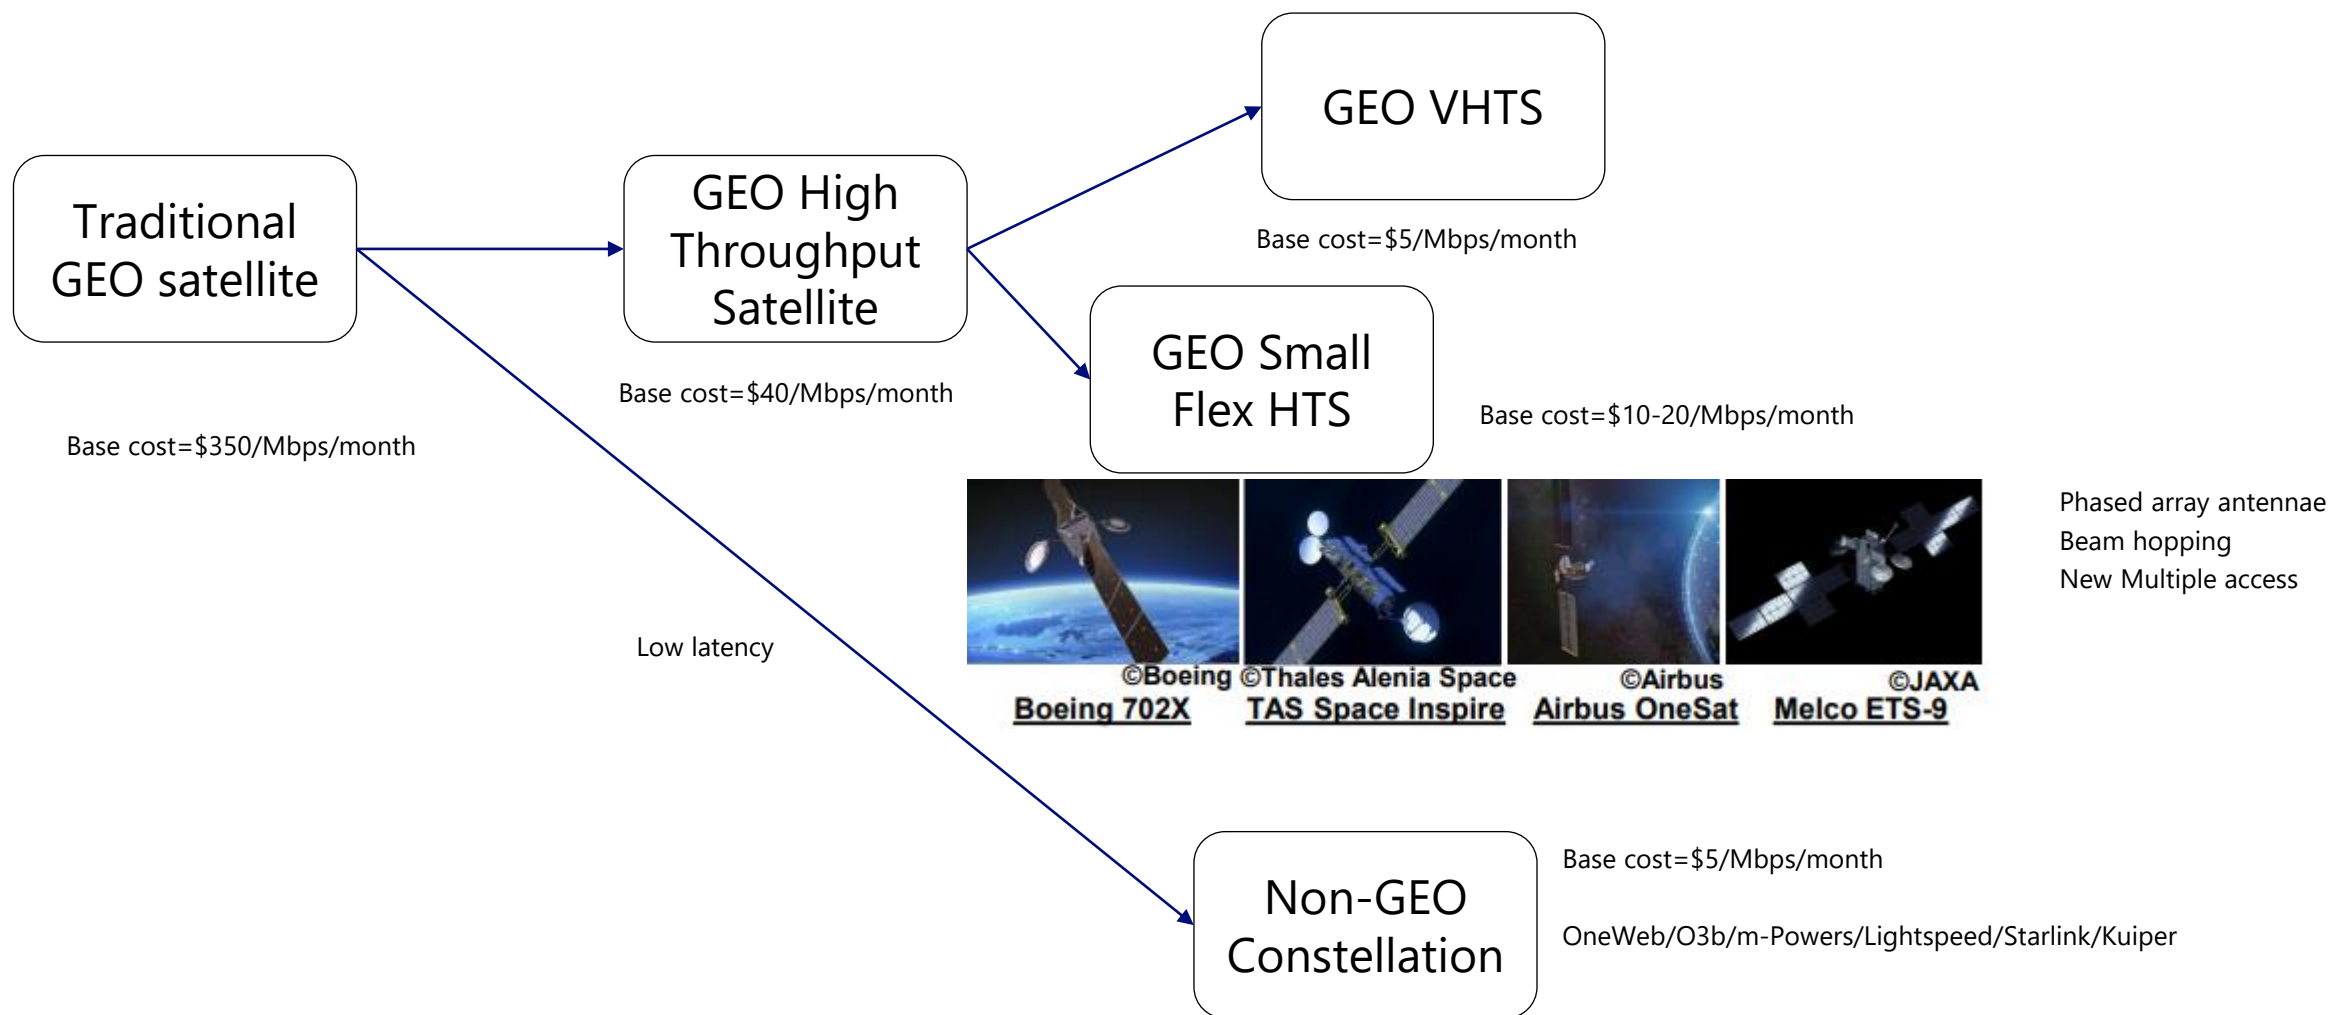 GEO VHTS
Base cost=$5/Mbps/month
Traditional
GEO satellite
Base cost=$350/Mbps/month
GEO High
Throughput
Satellite
Base cost=$40/Mbps/month
GEO Small
Flex HTS
Base cost=$10-20/Mbps/month
Phased array antennae
Beam hopping
New Multiple access
©Boeing ©Thales Alenia Space ©Airbus ©JAXA
Boeing 702X TAS Space Inspire Airbus OneSat Melco ETS-9
Low latency
Non-GEO
Constellation
Base cost=$5/Mbps/month
OneWeb/O3b/m-Powers/Lightspeed/Starlink/Kuiper